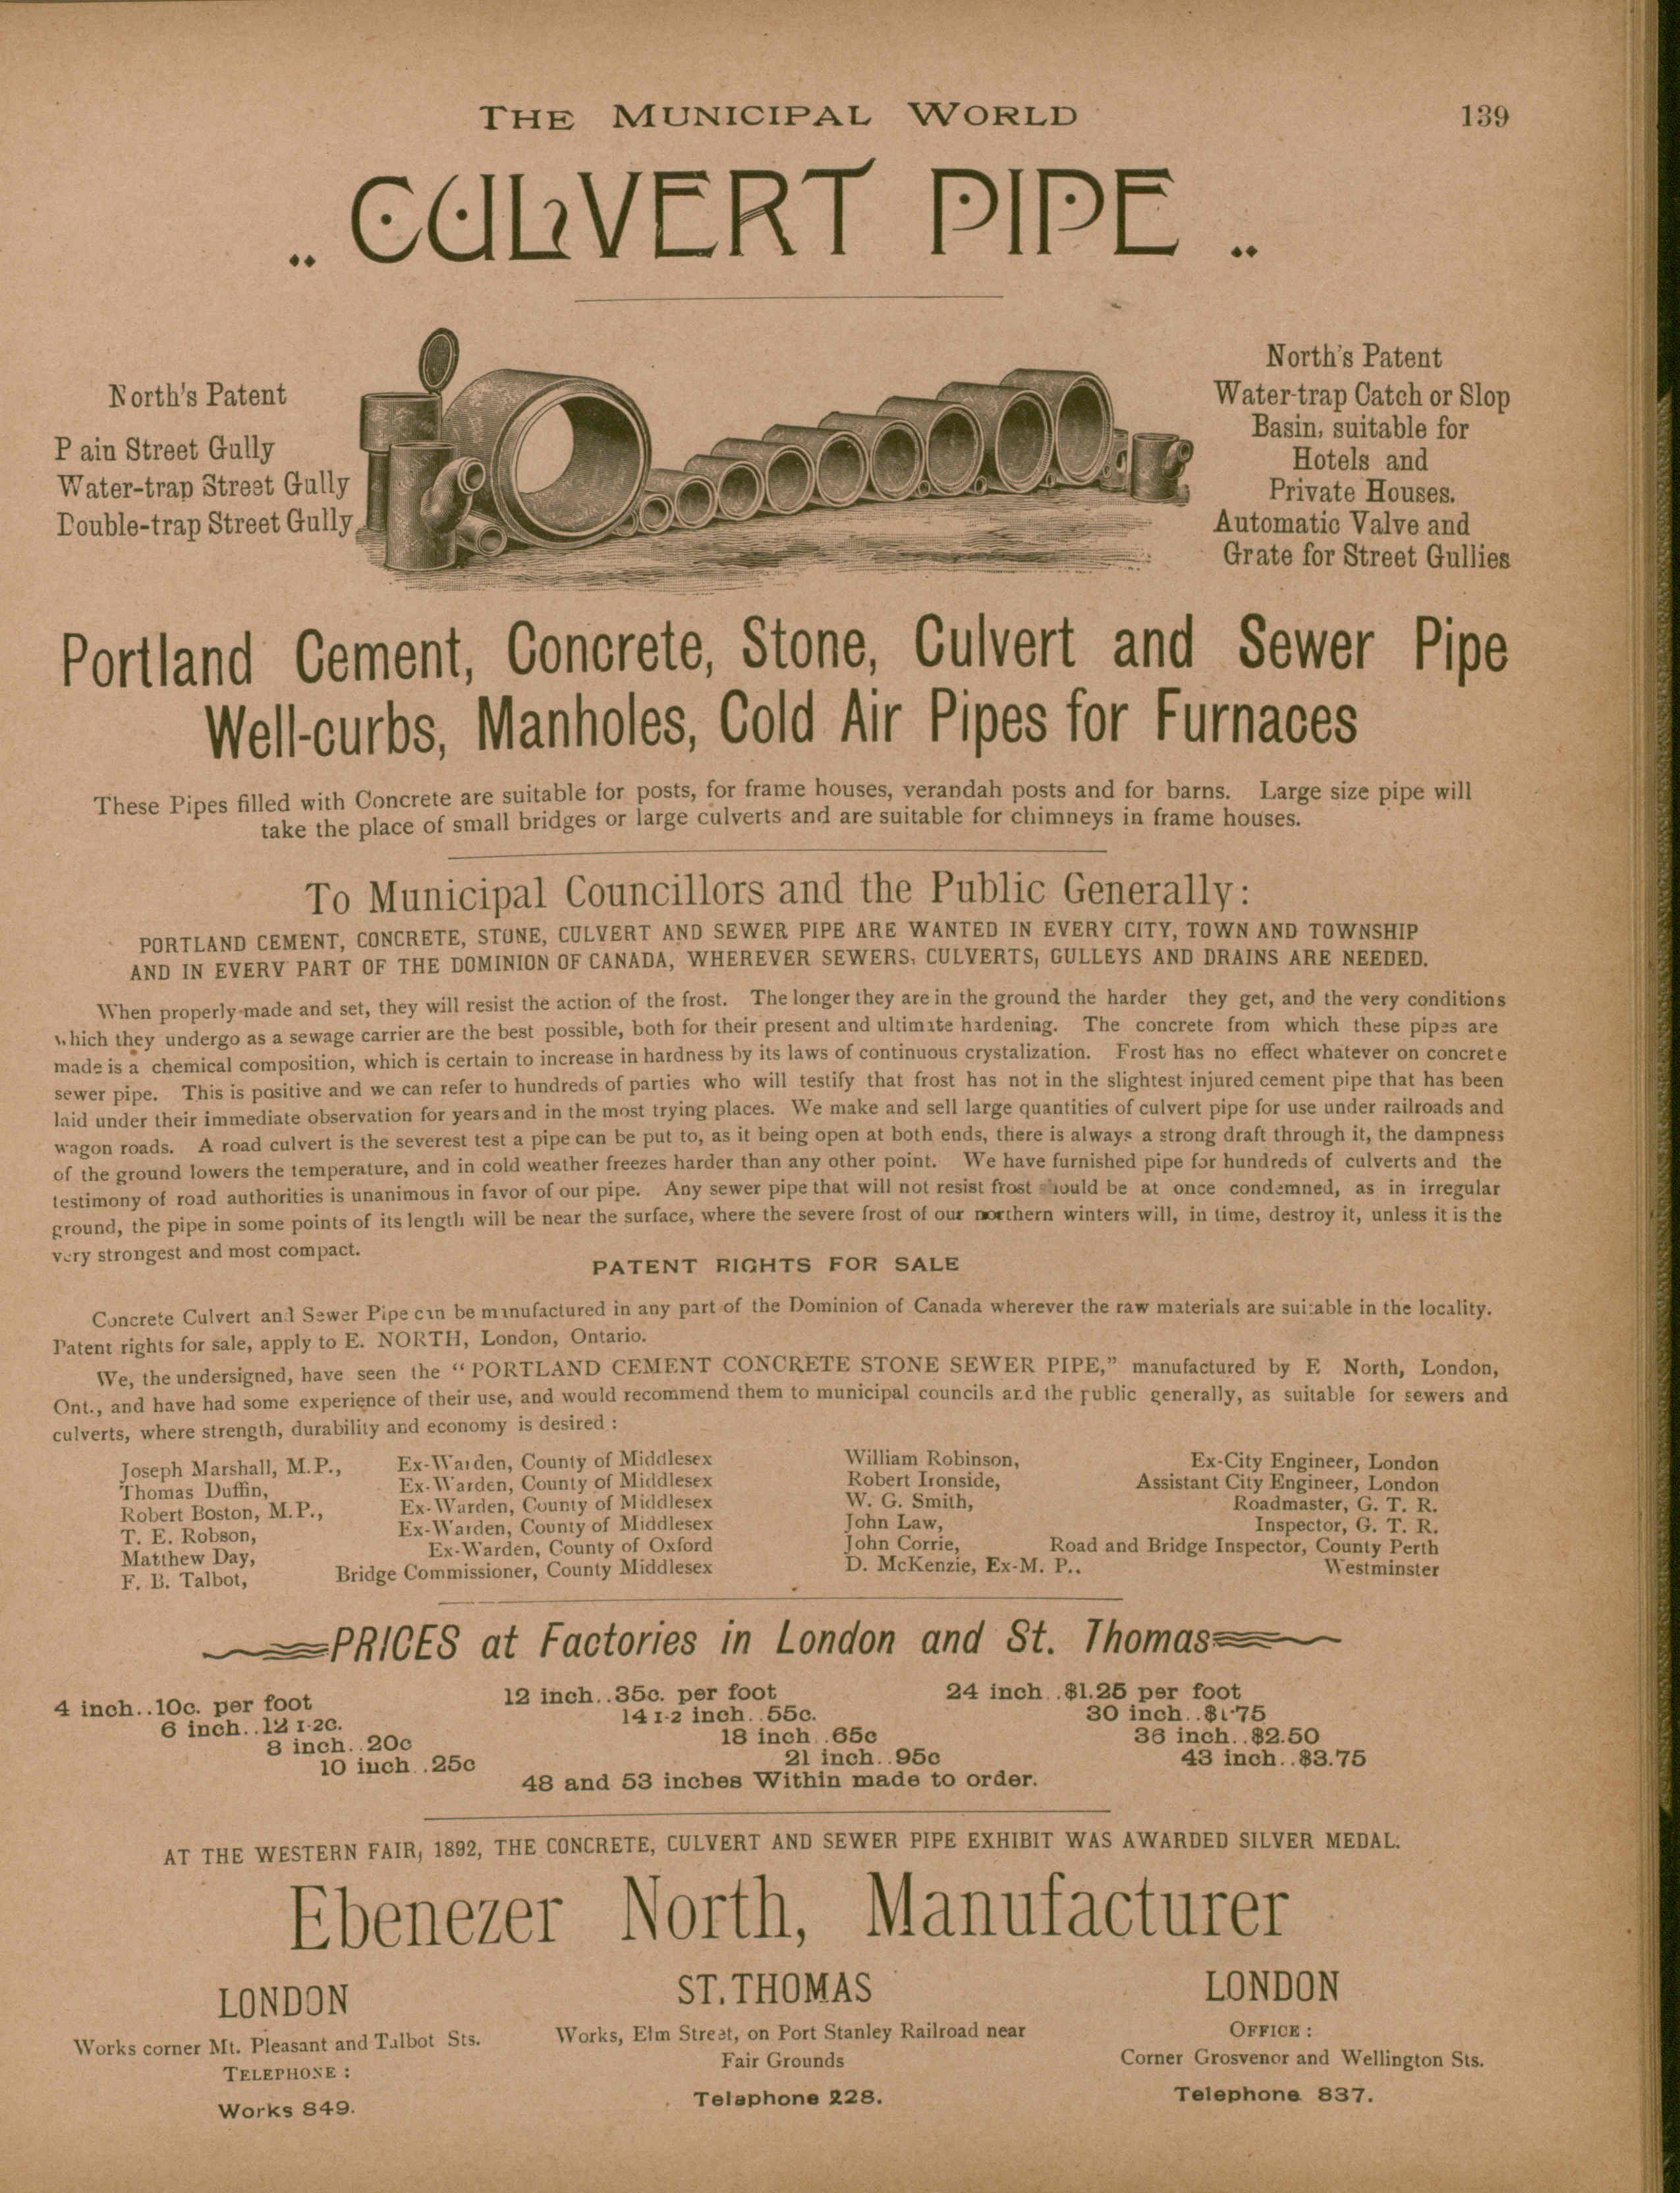 THE MUNICIPAL WORLD 139
.. CULVERT PIPE ..
North's Patent
P ain Street Gully
Water-trap Street Gully
Double-trap Street Gully
North's Patent
Water-trap Catch or Slop
Basin, suitable for
Hotels and
Private Houses.
Automatic Valve and
Grate for Street Gullies
Portland Cement, Concrete, Stone, Culvert and Sewer Pipe
Well-curbs, Manholes, Cold Air Pipes for Furnaces
These Pipes filled with Concrete are suitable for posts, for frame houses, verandah posts and for barns. Large size pipe will
take the place of small bridges or large culverts and are suitable for chimneys in frame houses.
To Municipal Councillors and the Public Generally:
PORTLAND CEMENT, CONCRETE, STONE, CULVERT AND SEWER PIPE ARE WANTED IN EVERY CITY, TOWN AND TOWNSHIP
AND IN EVERY PART OF THE DOMINION OF CANADA, WHEREVER SEWERS, CULVERTS, GULLEYS AND DRAINS ARE NEEDED.
When properly made and set, they will resist the action of the frost. The longer they are in the ground the harder they get, and the very conditions
which they undergo as a sewage carrier are the best possible, both for their present and ultimate hardening. The concrete from which these pipes are
made is a chemical composition, which is certain to increase in hardness by its laws of continuous crystalization. Frost has no effect whatever on concrete
sewer pipe. This is positive and we can refer to hundreds of parties who will testify that frost has not in the slightest injured cement pipe that has been
laid under their immediate observation for years and in the most trying places. We make and sell large quantities of culvert pipe for use under railroads and
wagon roads. A road culvert is the severest test a pipe can be put to, as it being open at both ends, there is always a strong draft through it, the dampness
of the ground lowers the temperature, and in cold weather freezes harder than any other point. We have furnished pipe for hundreds of culverts and the
testimony of road authorities is unanimous in favor of our pipe. Any sewer pipe that will not resist frost should be at once condemned, as in irregular
ground, the pipe in some points of its length will be near the surface, where the severe frost of our northern winters will, in time, destroy it, unless it is the
very strongest and most compact.
PATENT RIGHTS FOR SALE
Concrete Culvert and Sewer Pipe can be manufactured in any part of the Dominion of Canada wherever the raw materials are suitable in the locality.
Patent rights for sale, apply to E. NORTH, London, Ontario.
We, the undersigned, have seen the "PORTLAND CEMENT CONCRETE STONE SEWER PIPE," manufactured by E North, London,
Ont., and have had some experience of their use, and would recommend them to municipal councils and the public generally, as suitable for sewers and
culverts, where strength, durability and economy is desired :
Joseph Marshall, M.P., Ex-Warden, County of Middlesex
Thomas Duffin, Ex-Warden, County of Middlesex
Robert Boston, M.P., Ex-Warden, County of Middlesex
T. E. Robson, Ex-Warden, County of Middlesex
Matthew Day, Ex-Warden, County of Oxford
F. B. Talbot, Bridge Commissioner, County Middlesex
William Robinson, Ex-City Engineer, London
Robert Ironside, Assistant City Engineer, London
W. G. Smith, Roadmaster, G. T. R.
John Law, Inspector, G. T. R.
John Corrie, Road and Bridge Inspector, County Perth
D. McKenzie, Ex-M. P.. Westminster
PRICES at Factories in London and St. Thomas
4 inch..10c. per foot
6 inch..12 1-2c.
8 inch..20c
10 inch..25c
12 inch..35c. per foot
14 1-2 inch..55c.
18 inch..65c
21 inch..95c
24 inch..$1.25 per foot
30 inch..$1.75
36 inch..$2.50
43 inch..$3.75
48 and 53 inches Within made to order.
AT THE WESTERN FAIR, 1892, THE CONCRETE, CULVERT AND SEWER PIPE EXHIBIT WAS AWARDED SILVER MEDAL.
Ebenezer North, Manufacturer
LONDON
Works corner Mt. Pleasant and Talbot Sts.
TELEPHONE :
Works 849.
ST. THOMAS
Works, Elm Street, on Port Stanley Railroad near
Fair Grounds
Telephone 228.
LONDON
OFFICE :
Corner Grosvenor and Wellington Sts.
Telephone 837.